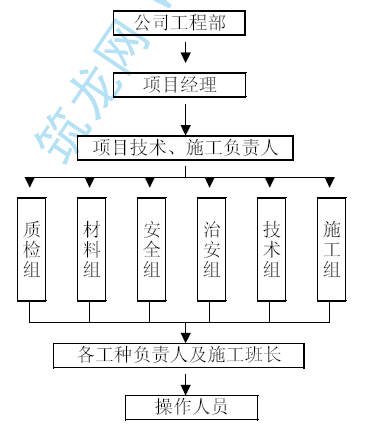 公司工程部
项目经理
项目技术、施工负责人
质检组
材料组
安全组
治安组
技术组
施工组
各工种负责人及施工班长
操作人员
筑龙网